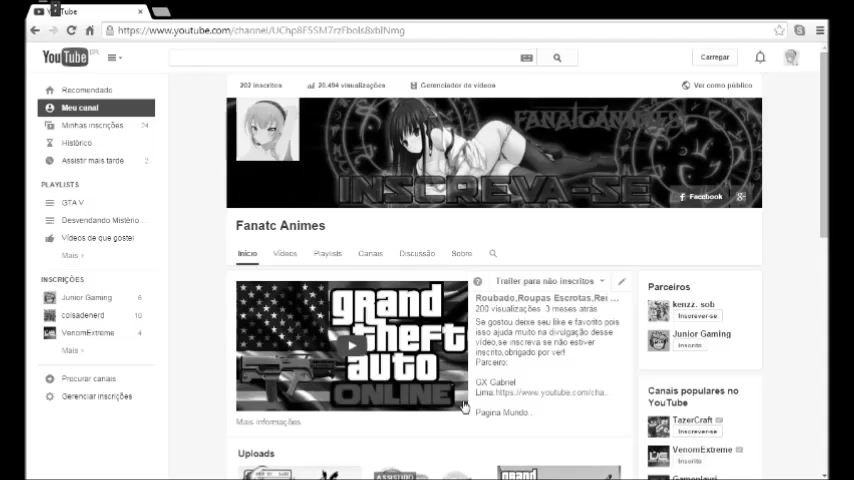 Tube
https://www.youtube.com/channel/
YouTube BR
Carregar
Recomendado
Meu canal
Minhas inscrições 24
Histórico
Assistir mais tarde 2
PLAYLISTS
GTA V
Desvendando Mistério...
Vídeos de que gostei
Mais
INSCRIÇÕES
Junior Gaming 6
coisadenerd 10
VenomExtreme 4
Mais
Procurar canais
Gerenciar inscrições
202 inscritos
20.494 visualizações
Gerenciador de vídeos
Ver como público
INSCREVA-SE
Facebook
Fanatc Animes
Início
Vídeos
Playlists
Canais
Discussão
Sobre
grand
theft
auto
ONLINE
Mais informações
Trailer para não inscritos
Roubado,Roupas Escrotas,Rei ...
200 visualizações 3 meses atrás
Se gostou deixe seu like e favorito pois
isso ajuda muito na divulgação desse
vídeo,se inscreva se não estiver
inscrito,obrigado por ver!
Parceiro:
GX Gabriel
Lima:https://www.youtube.com/cha..
Pagina Mundo..
Uploads
Parceiros
kenzz. sob
Inscrever-se
Junior Gaming
Inscrito
Canais populares no
YouTube
TazerCraft
Inscrever-se
VenomExtreme
Inscrito